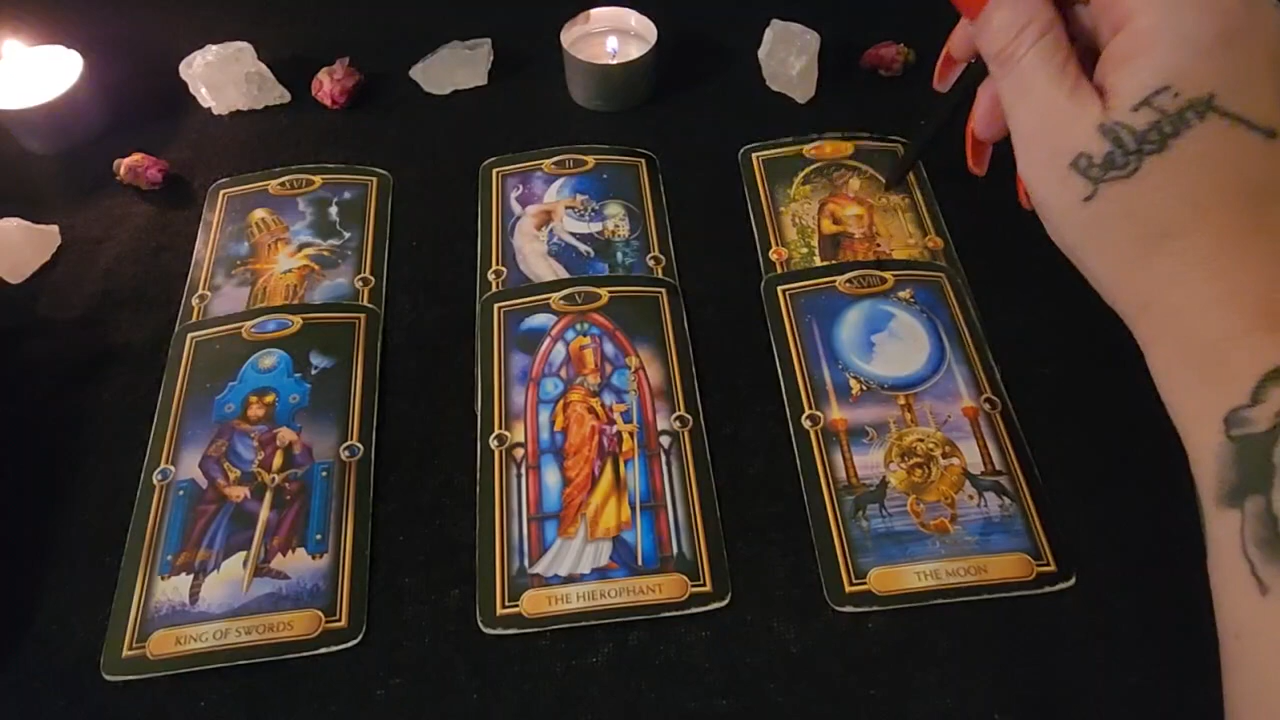 XVI
II
V
XVIII
KING OF SWORDS
THE HIEROPHANT
THE MOON